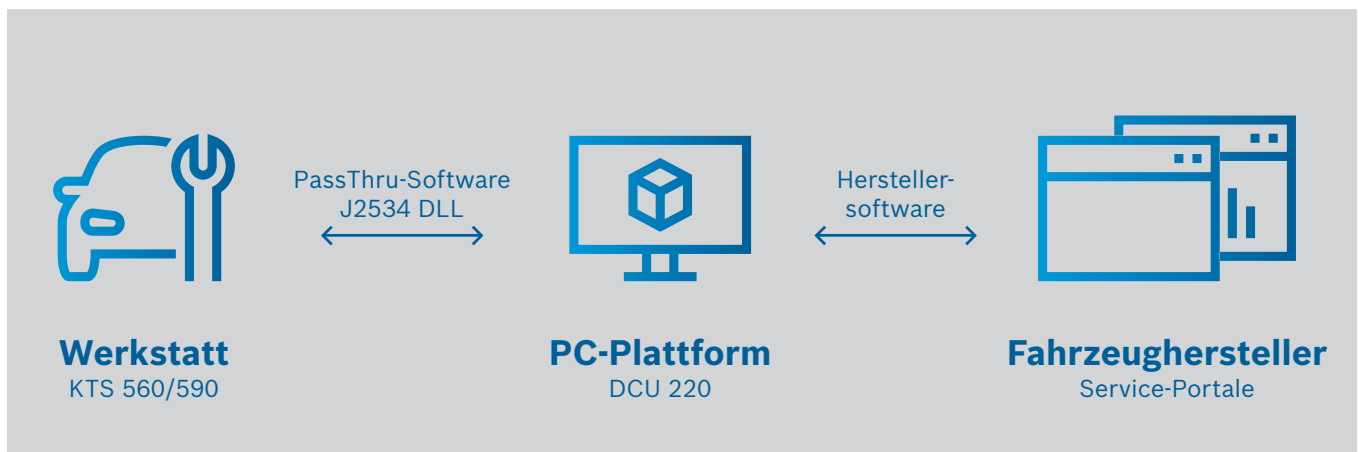 PassThru-Software
J2534 DLL
Hersteller-
software
Werkstatt
KTS 560/590
PC-Plattform
DCU 220
Fahrzeughersteller
Service-Portale